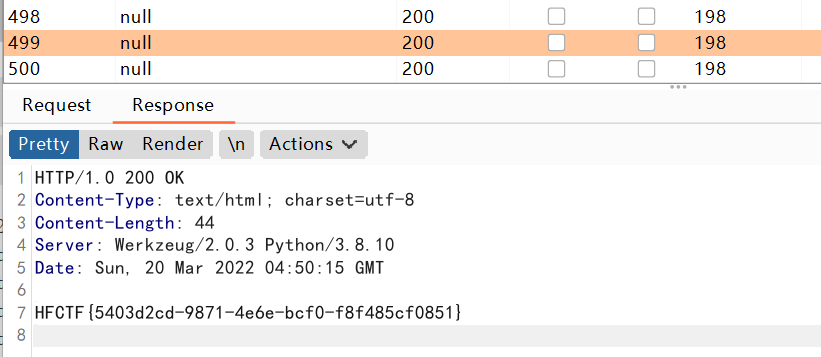 498 null 200 198
499 null 200 198
500 null 200 198
Request Response
Pretty Raw Render \n Actions
1 HTTP/1.0 200 OK
2 Content-Type: text/html; charset=utf-8
3 Content-Length: 44
4 Server: Werkzeug/2.0.3 Python/3.8.10
5 Date: Sun, 20 Mar 2022 04:50:15 GMT
6
7 HFCTF{5403d2cd-9871-4e6e-bcf0-f8f485cf0851}
8